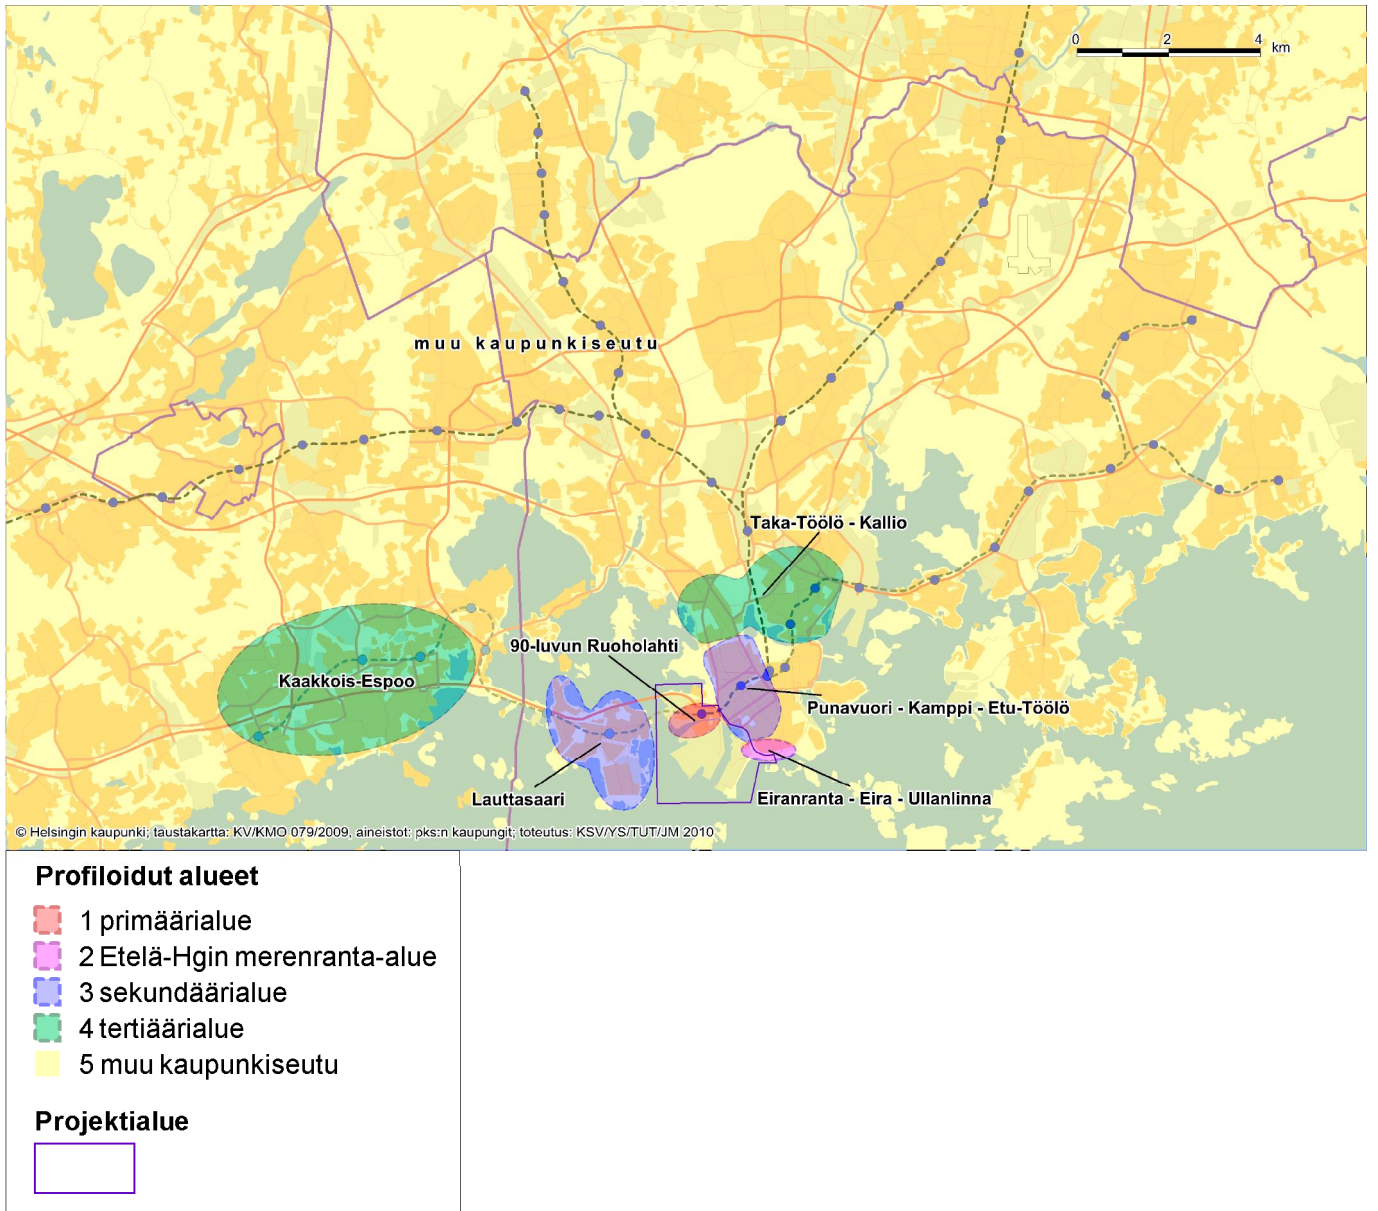 0 2 4 km
muu kaupunkiseutu
Taka-Töölö - Kallio
90-luvun Ruoholahti
Kaakkois-Espoo
Punavuori - Kamppi - Etu-Töölö
Lauttasaari
Eiranranta - Eira - Ullanlinna
© Helsingin kaupunki; taustakartta: KV/KMO 079/2009, aineistot: pks:n kaupungit; toteutus: KSV/YS/TUT/JM 2010
Profiloidut alueet
1 primäärialue
2 Etelä-Hgin merenranta-alue
3 sekundäärialue
4 tertiäärialue
5 muu kaupunkiseutu
Projektialue